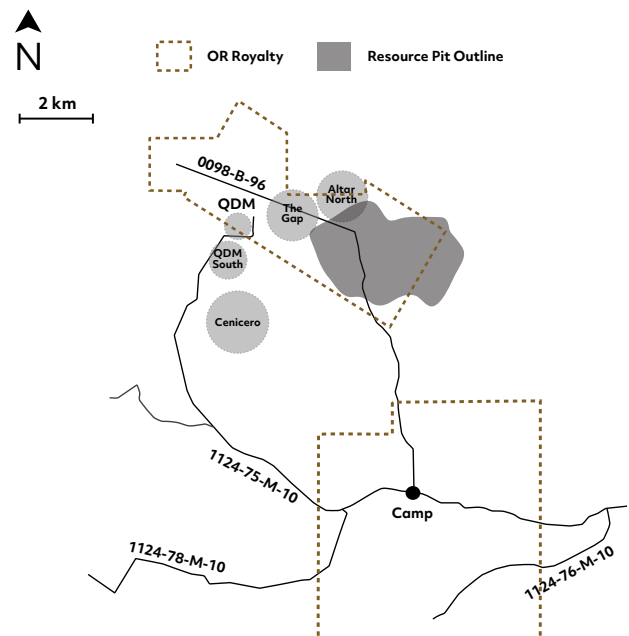 N
OR Royalty
Resource Pit Outline
2 km
0098-B-96
Altar
North
QDM
The
Gap
QDM
South
Cenicero
1124-75-M-10
Camp
1124-78-M-10
1124-76-M-10